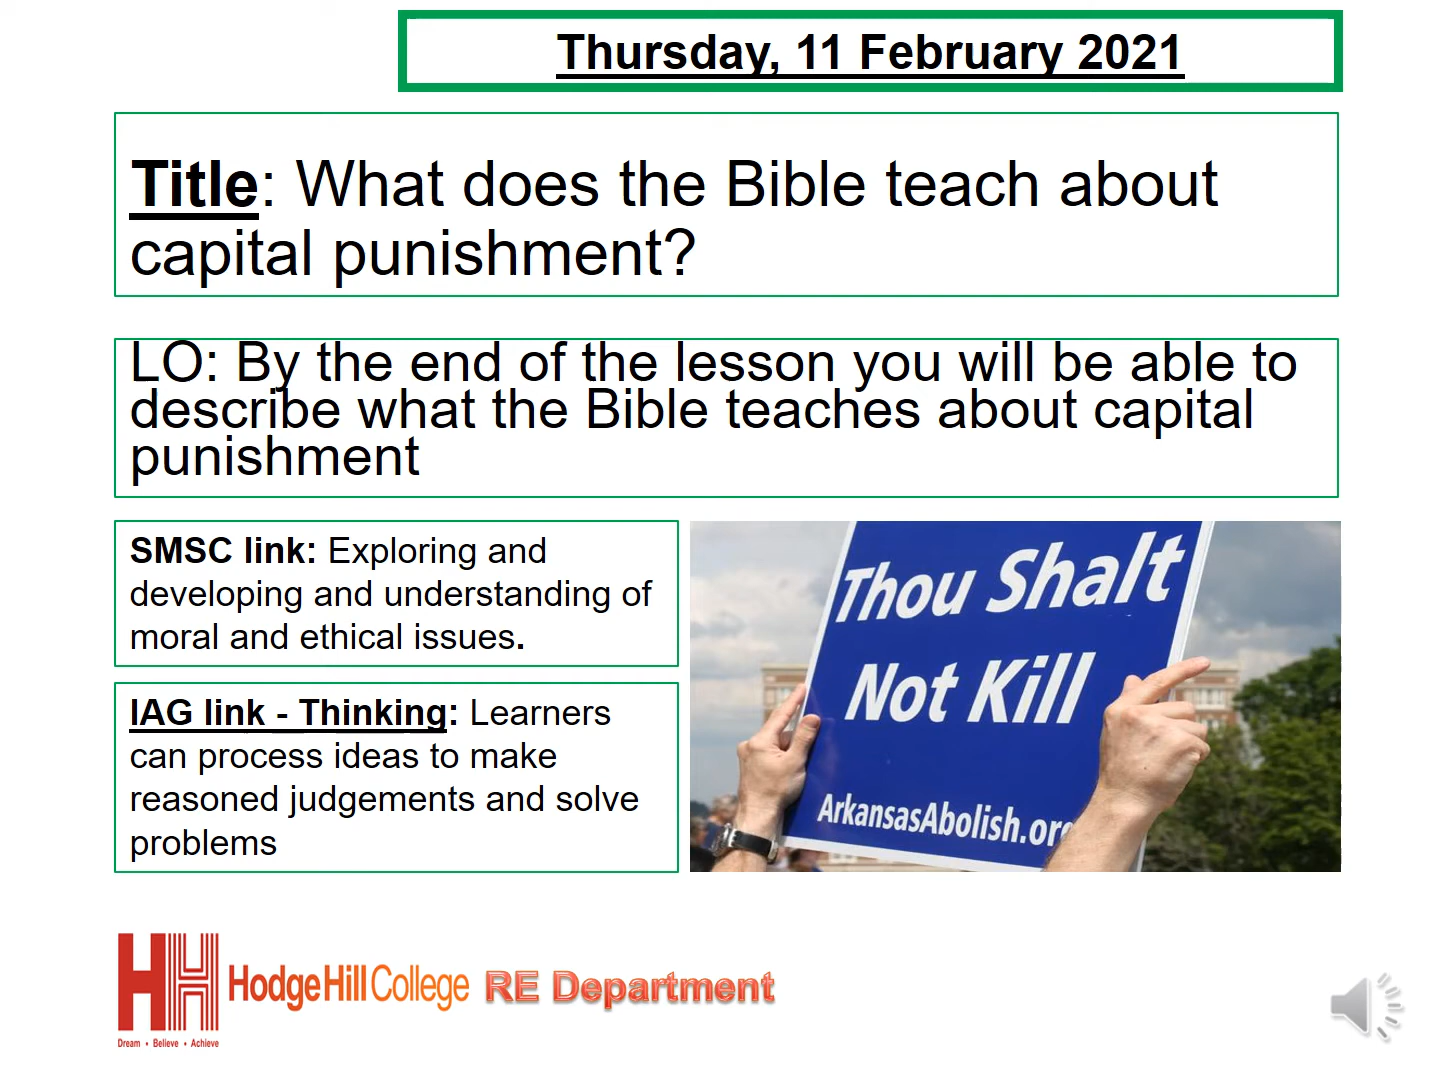 Thursday, 11 February 2021
Title: What does the Bible teach about
capital punishment?
LO: By the end of the lesson you will be able to
describe what the Bible teaches about capital
punishment
SMSC link: Exploring and
developing and understanding of
moral and ethical issues.
IAG link - Thinking: Learners
can process ideas to make
reasoned judgements and solve
problems
Thou Shalt
Not Kill
ArkansasAbolish.org
HH HodgeHillCollege RE Department
Dream • Believe • Achieve